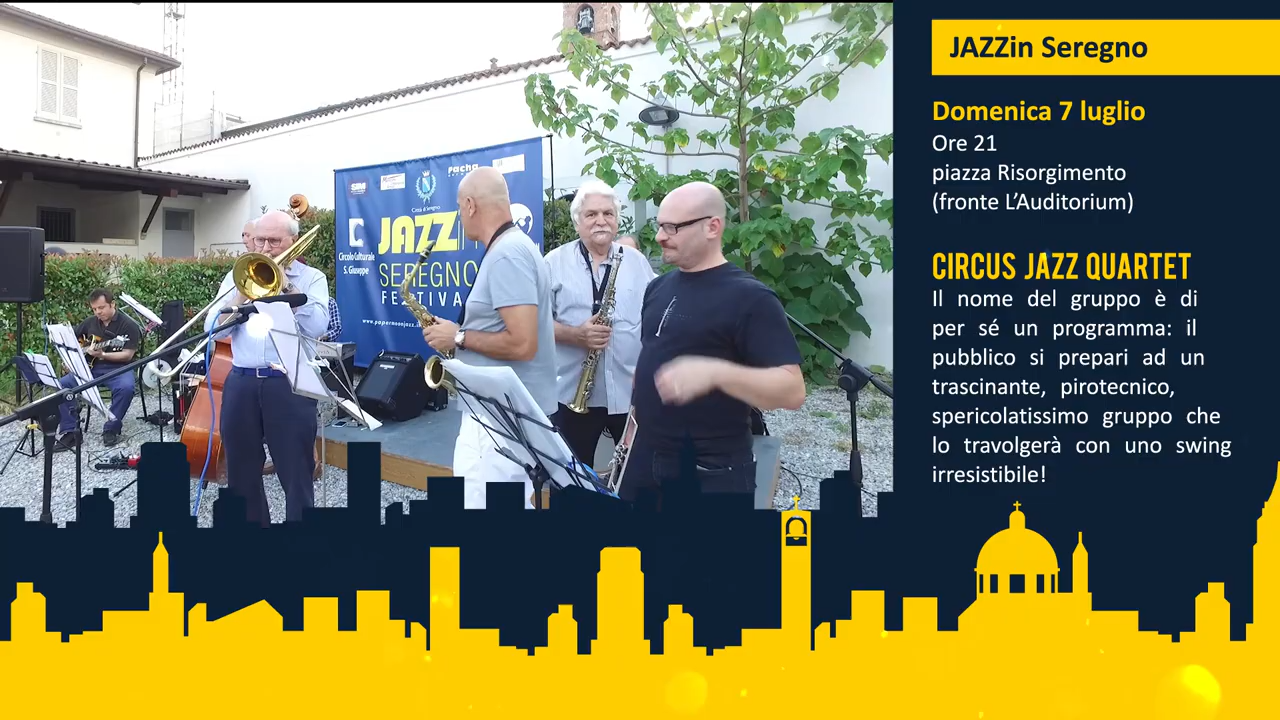 JAZZin Seregno
Domenica 7 luglio
Ore 21
piazza Risorgimento
(fronte L'Auditorium)
CIRCUS JAZZ QUARTET
Il nome del gruppo è di
per sé un programma: il
pubblico si prepari ad un
trascinante, pirotecnico,
spericolatissimo gruppo che
lo travolgerà con uno swing
irresistibile!
Circolo Culturale
S. Giuseppe
JAZZ
SEREGNO
FESTIVA